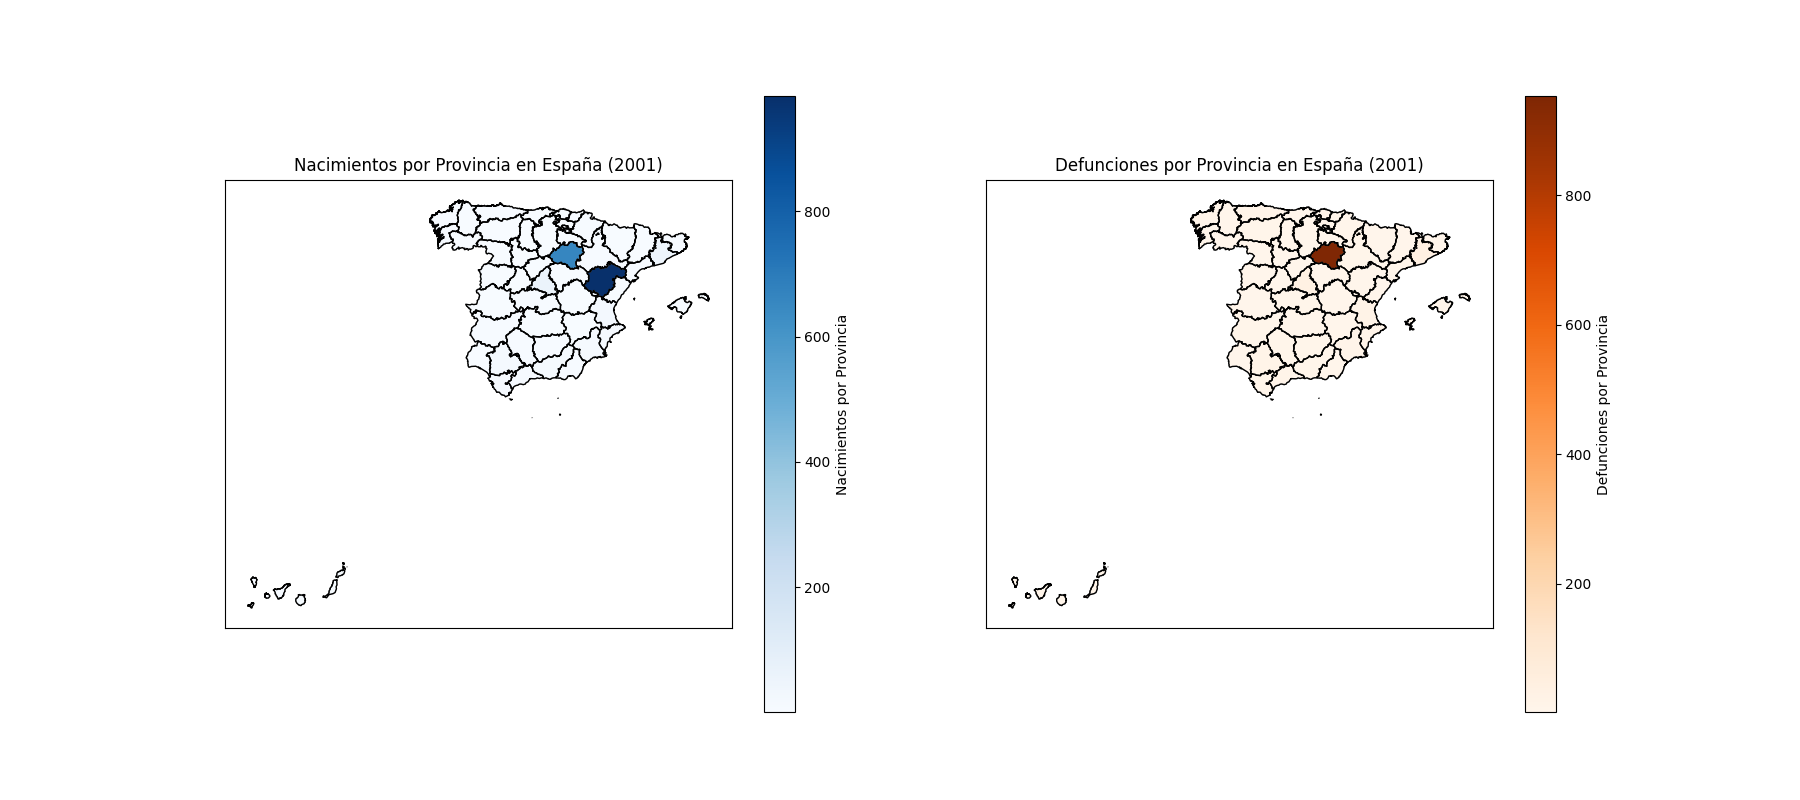 Nacimientos por Provincia en España (2001)
800
600
400
200
Nacimientos por Provincia
Defunciones por Provincia en España (2001)
800
600
400
200
Defunciones por Provincia